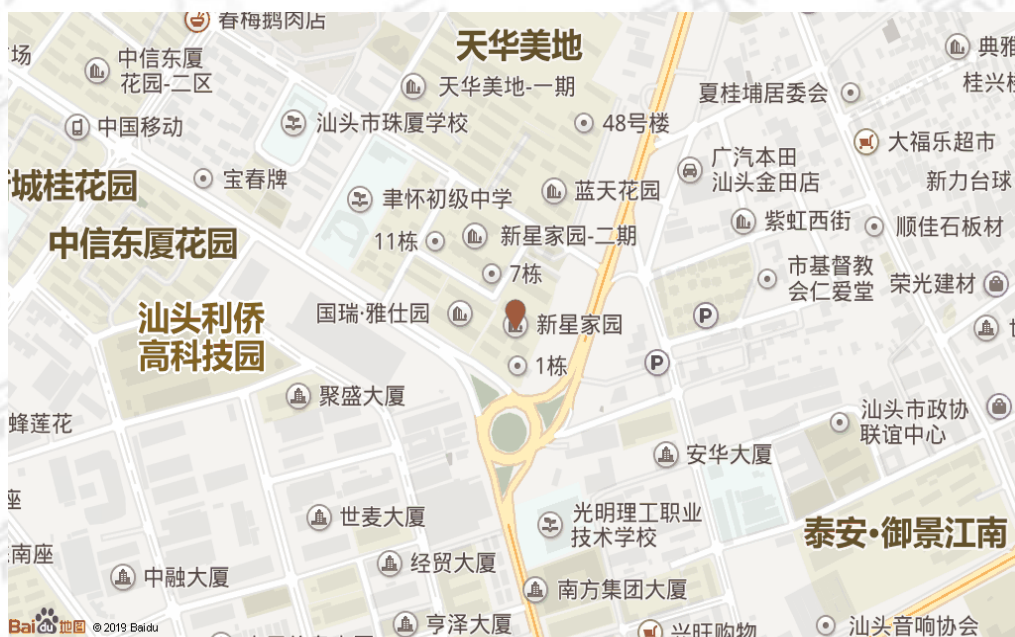 春梅鹅肉店
天华美地
典雅
场
中信东厦
花园-二区
天华美地-一期
夏桂埔居委会
桂兴
中国移动
汕头市珠厦学校
48号楼
大福乐超市
城桂花园
宝春牌
聿怀初级中学
蓝天花园
广汽本田
汕头金田店
新力台球
中信东厦花园
11栋
新星家园-二期
紫虹西街
顺佳石板材
7栋
市基督教
会仁爱堂
荣光建材
汕头利侨
高科技园
国瑞·雅仕园
新星家园
P
1栋
P
聚盛大厦
蜂莲花
汕头市政协
联谊中心
安华大厦
座
世麦大厦
光明理工职业
技术学校
泰安·御景江南
南座
中融大厦
经贸大厦
南方集团大厦
Bai du 地图 © 2019 Baidu
亨泽大厦
兴旺购物
汕头音响协会